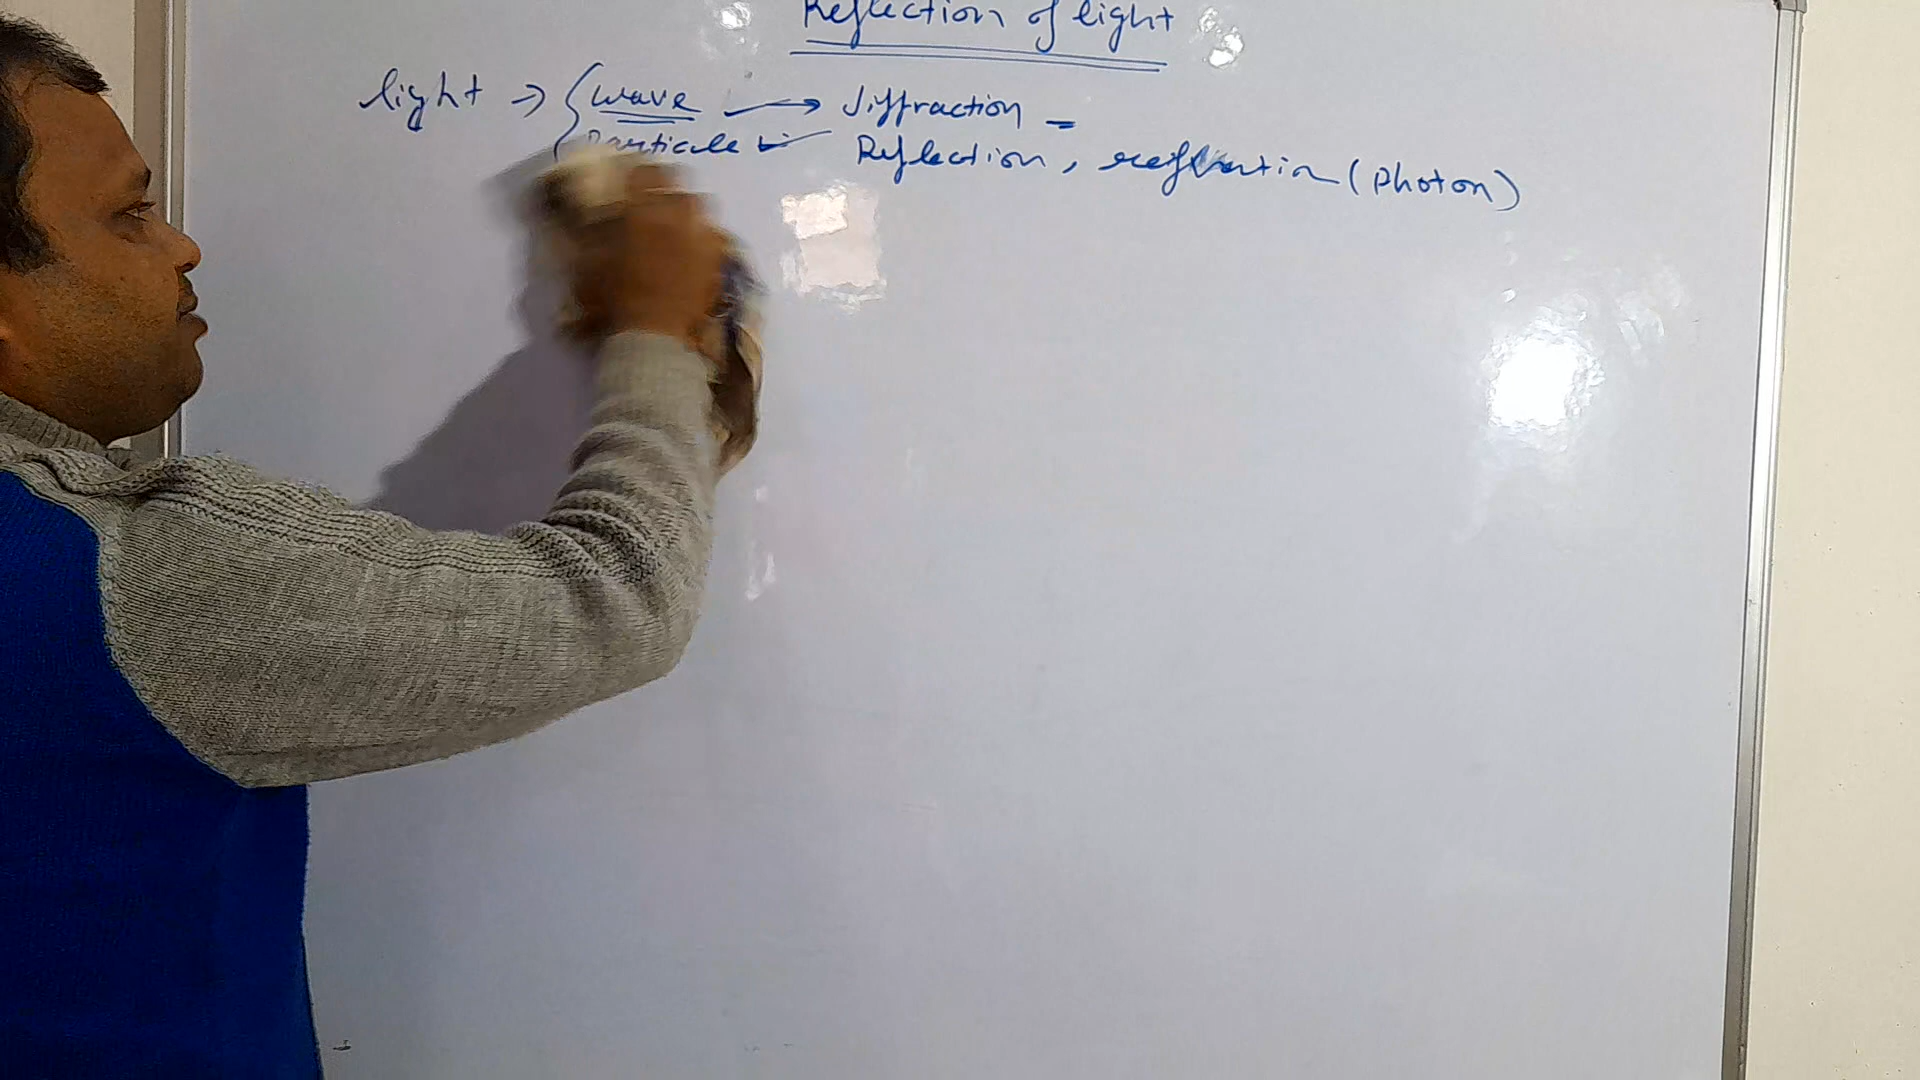 Reflection of light
light → { wave → Diffraction =
Particle Reflection, refraction (Photon)